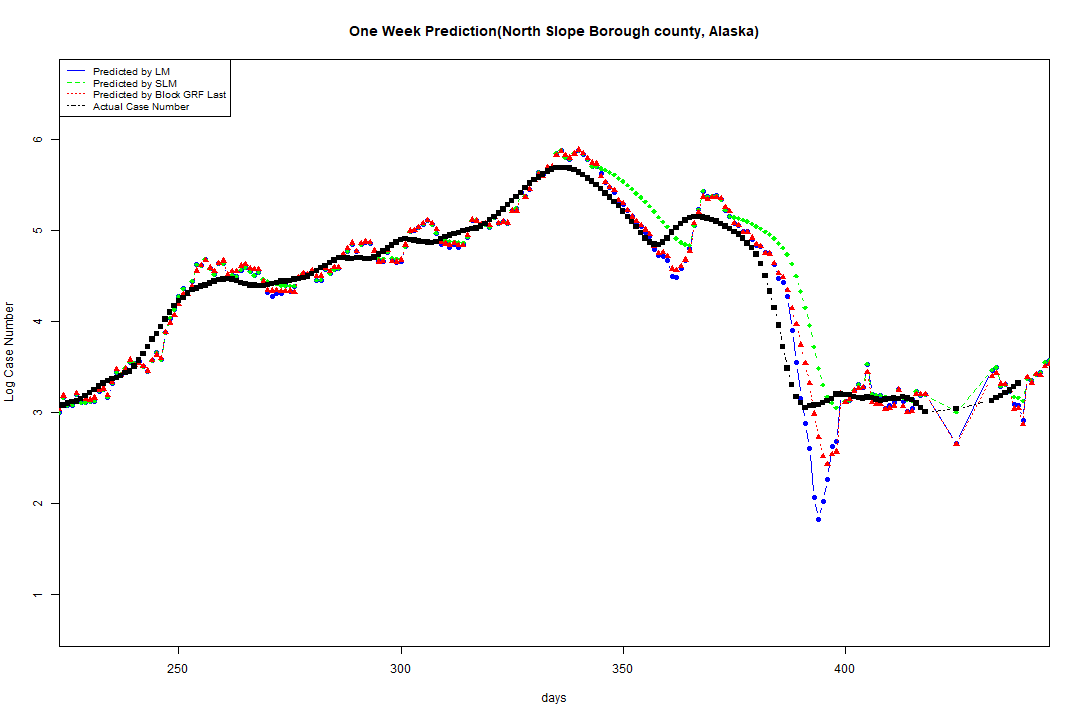 One Week Prediction(North Slope Borough county, Alaska)
Predicted by LM
Predicted by SLM
Predicted by Block GRF Last
Actual Case Number
6
5
4
3
2
1
Log Case Number
250 300 350 400
days